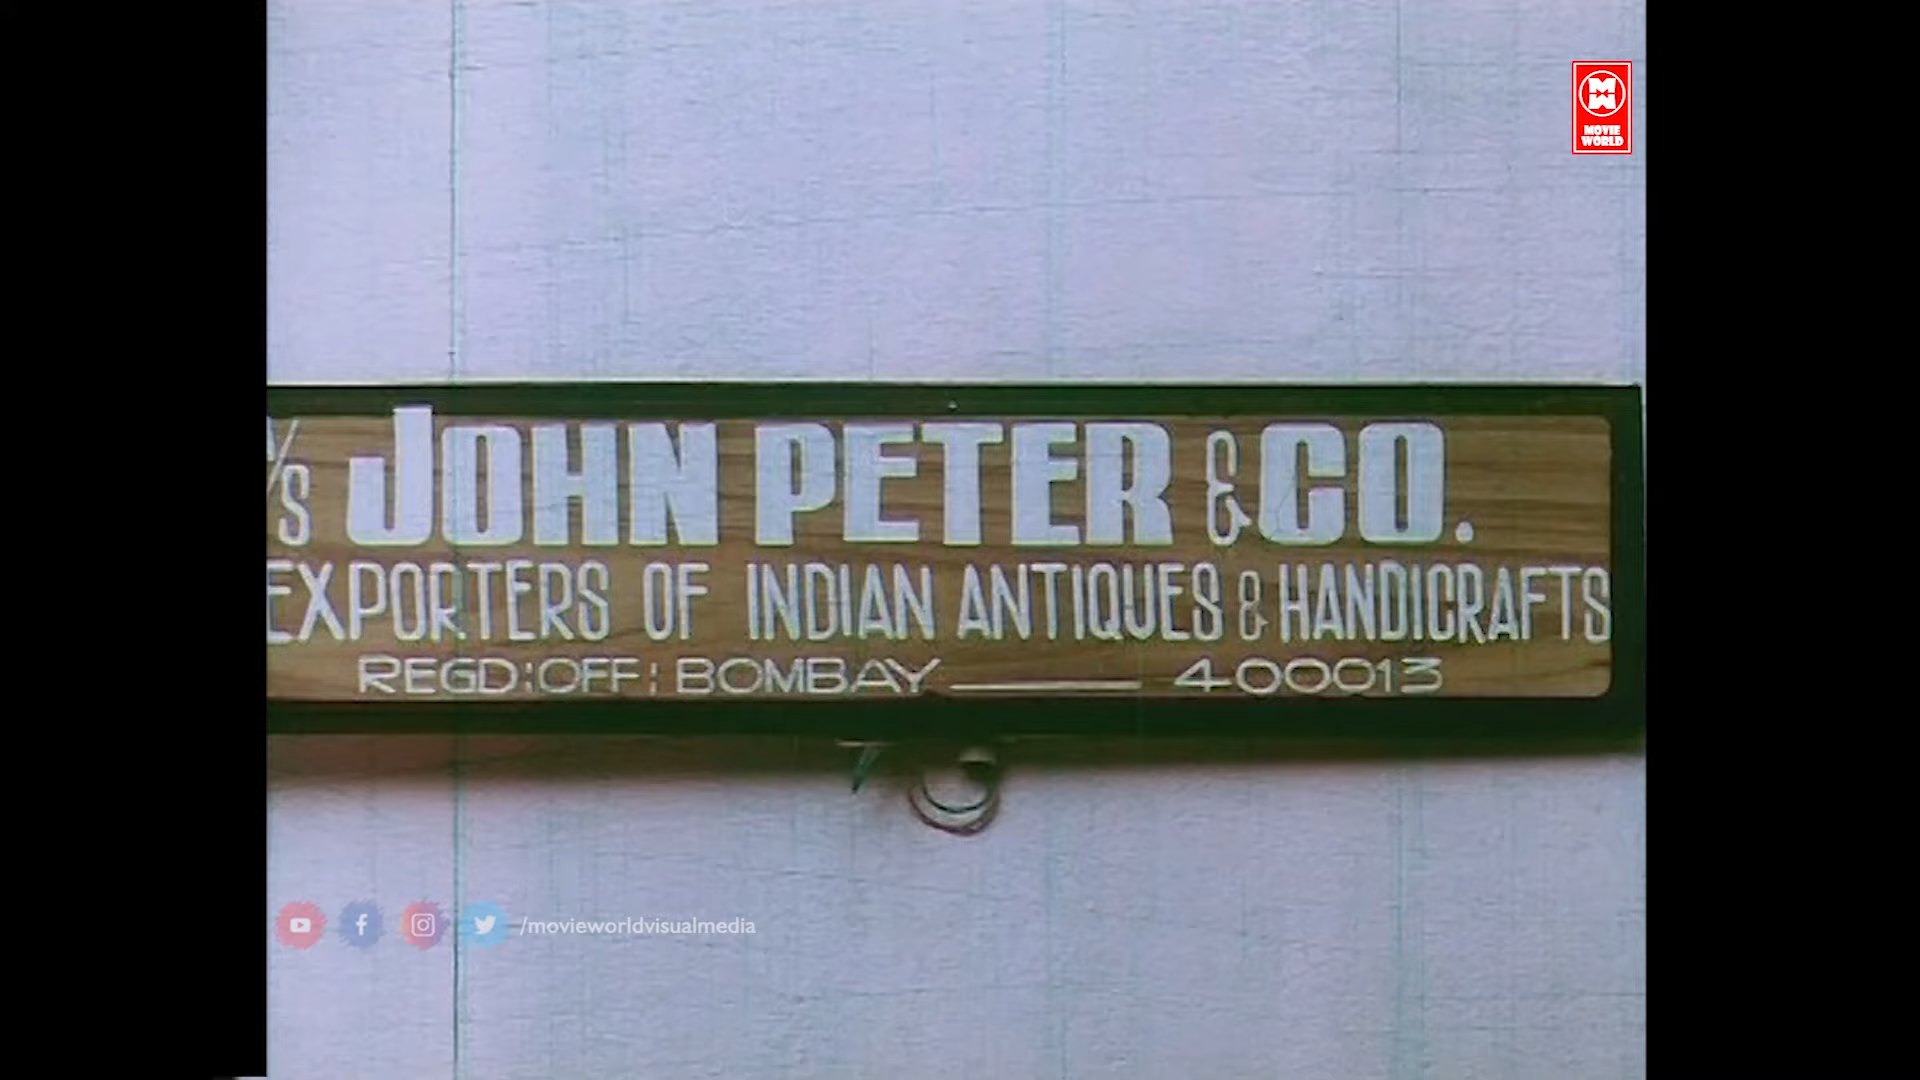 MOVIE
WORLD
/s JOHN PETER & CO.
EXPORTERS OF INDIAN ANTIQUES & HANDICRAFTS
REGD:OFF: BOMBAY ——— 400013
/movieworldvisualmedia